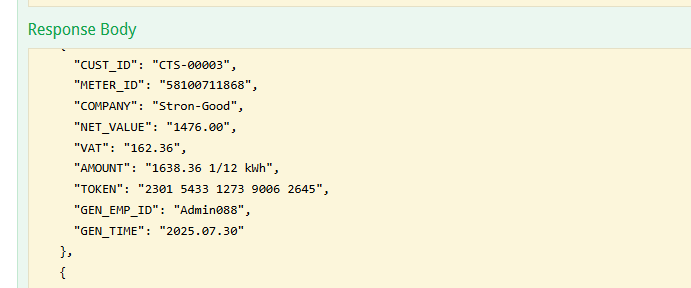 Response Body
{
"CUST_ID": "CTS-00003",
"METER_ID": "58100711868",
"COMPANY": "Stron-Good",
"NET_VALUE": "1476.00",
"VAT": "162.36",
"AMOUNT": "1638.36 1/12 kWh",
"TOKEN": "2301 5433 1273 9006 2645",
"GEN_EMP_ID": "Admin088",
"GEN_TIME": "2025.07.30"
},
{